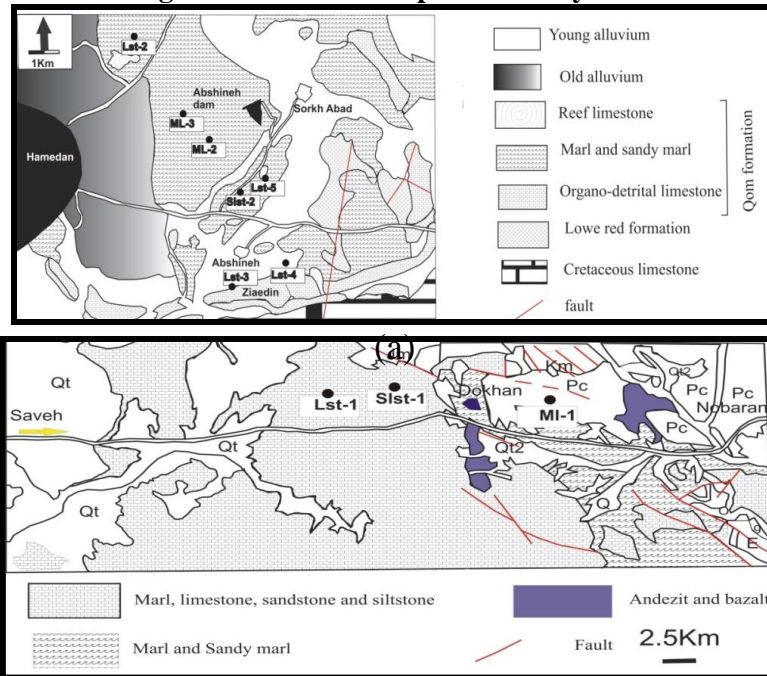 1Km
Lst-2
Abshineh
dam
Sorkh Abad
ML-3
ML-2
Hamedan
Lst-5
Slst-2
Abshineh
Lst-3
Lst-4
Ziaedin
Young alluvium
Old alluvium
Reef limestone
Marl and sandy marl
Organo-detrital limestone
Lowe red formation
Cretaceous limestone
fault
Qom formation
(a)
Qt
Saveh
Qt
Qt
Lst-1
Slst-1
Dokhan
Km
Pc
Ml-1
Qt2
Qt2
Pc
Pc
Pc
Nobaran
Q
E
Marl, limestone, sandstone and siltstone
Andezit and bazalt
Marl and Sandy marl
Fault
2.5Km